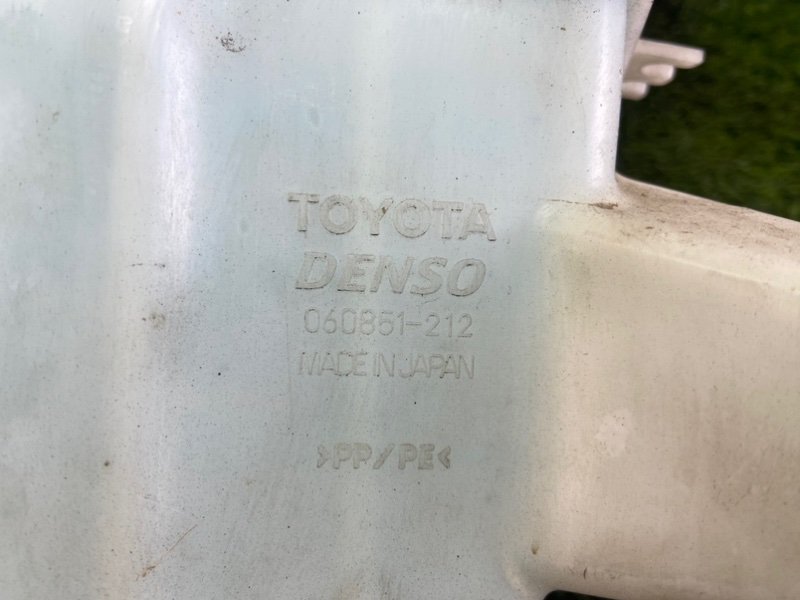 TOYOTA
DENSO
060851-212
MADE IN JAPAN
>PP/PE<